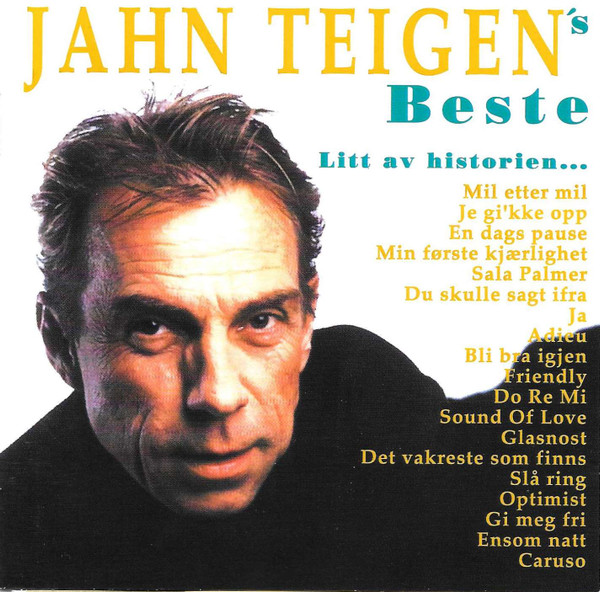 JAHN TEIGEN's
Beste
Litt av historien...
Mil etter mil
Je gi'kke opp
En dags pause
Min første kjærlighet
Sala Palmer
Du skulle sagt ifra
Ja
Adieu
Bli bra igjen
Friendly
Do Re Mi
Sound Of Love
Glasnost
Det vakreste som finns
Slå ring
Optimist
Gi meg fri
Ensom natt
Caruso